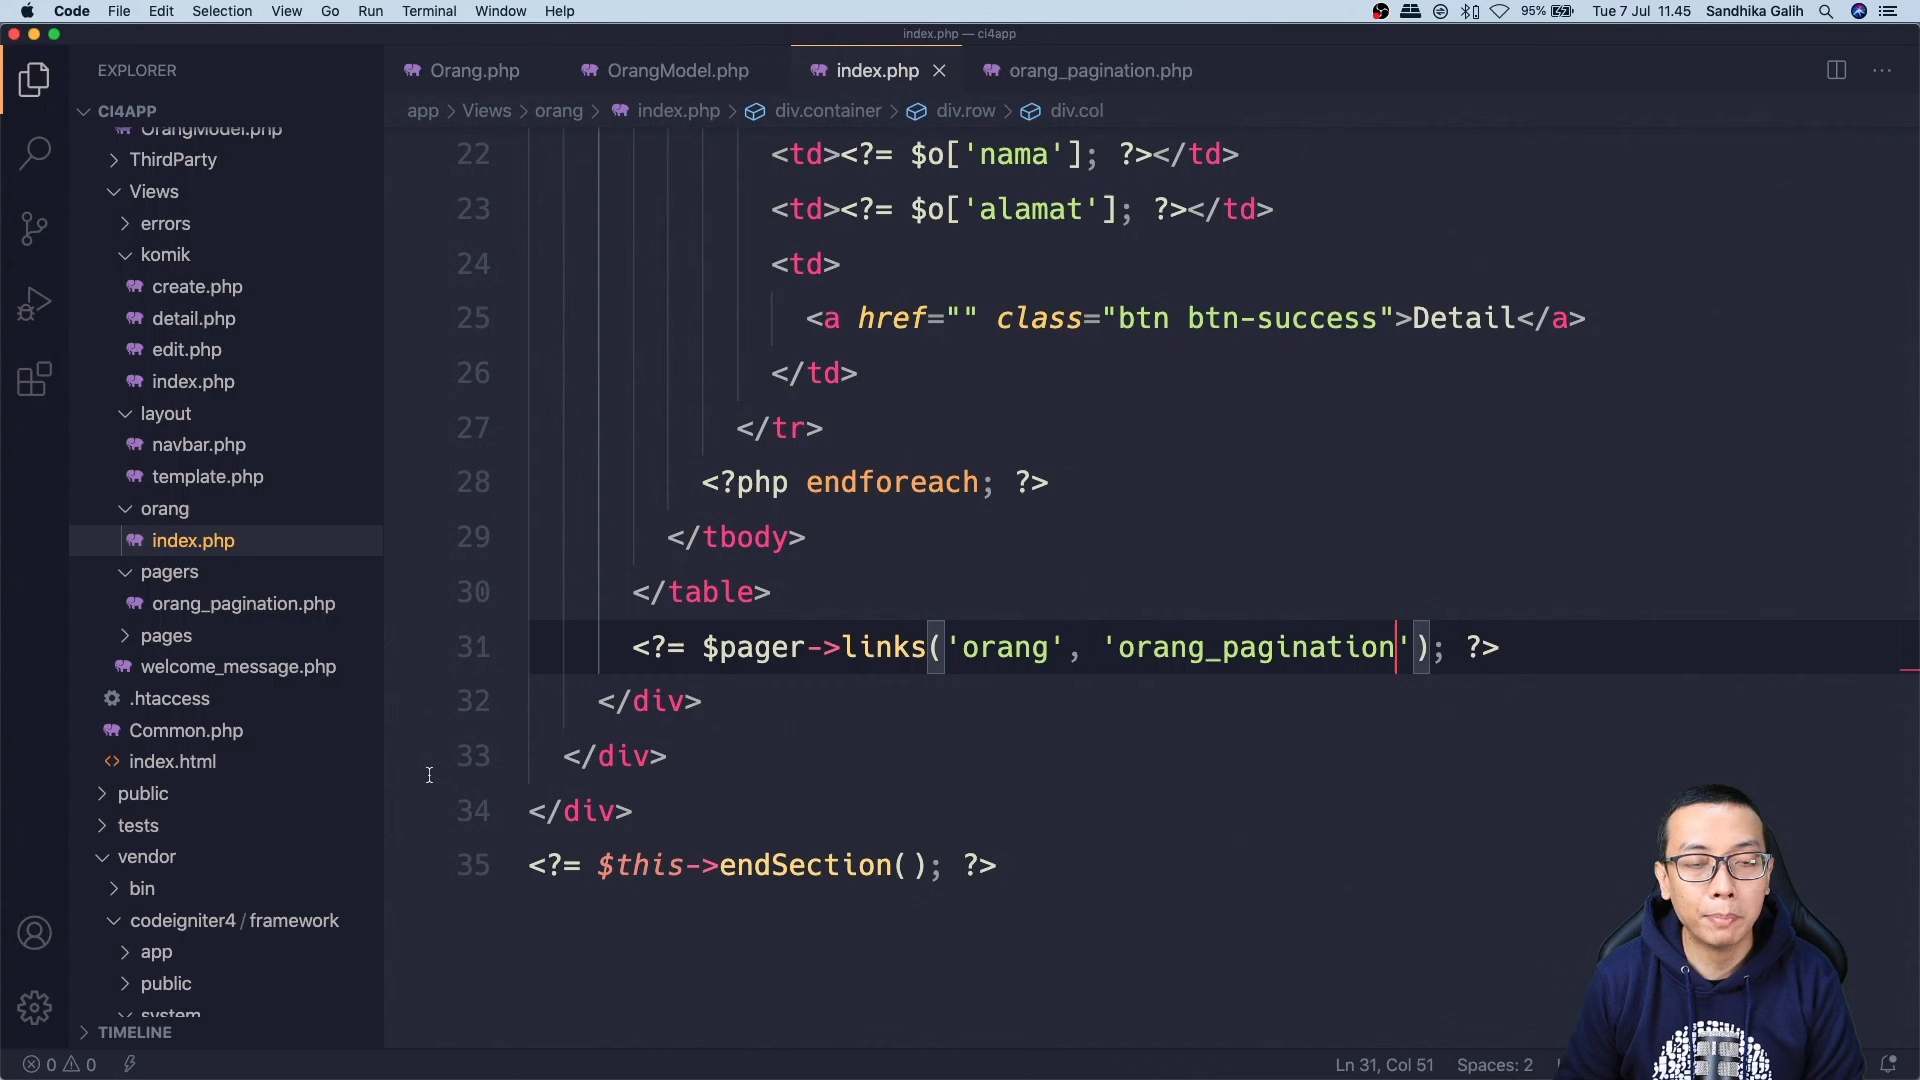 Code File Edit Selection View Go Run Terminal Window Help 95% Tue 7 Jul 11.45 Sandhika Galih
index.php — ci4app
EXPLORER
Orang.php OrangModel.php index.php orang_pagination.php
CI4APP
app > Views > orang > index.php > div.container > div.row > div.col
OrangModel.php
ThirdParty
Views
errors
komik
create.php
detail.php
edit.php
index.php
layout
navbar.php
template.php
orang
index.php
pagers
orang_pagination.php
pages
welcome_message.php
.htaccess
Common.php
index.html
public
tests
vendor
bin
codeigniter4 / framework
app
public
system
TIMELINE
22 <td><?= $o['nama']; ?></td>
23 <td><?= $o['alamat']; ?></td>
24 <td>
25 <a href="" class="btn btn-success">Detail</a>
26 </td>
27 </tr>
28 <?php endforeach; ?>
29 </tbody>
30 </table>
31 <?= $pager->links('orang', 'orang_pagination'); ?>
32 </div>
33 </div>
34 </div>
35 <?= $this->endSection(); ?>
0 0 Ln 31, Col 51 Spaces: 2